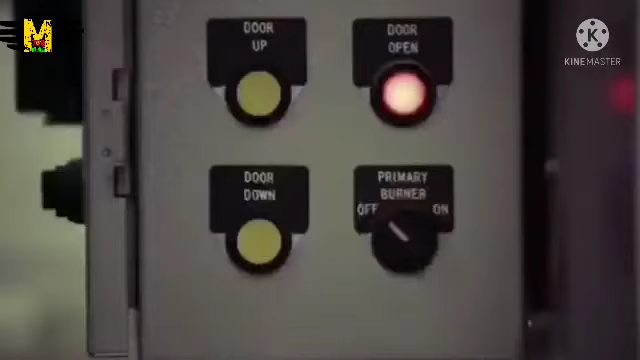 M
K
KINEMASTER
DOOR
UP
DOOR
OPEN
DOOR
DOWN
PRIMARY
BURNER
OFF ON